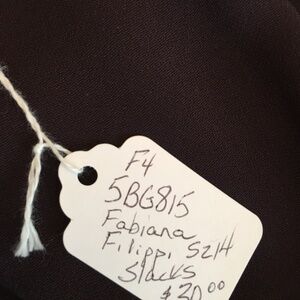 F4
5BG815
Fabiana
Filippi SZ14
Slacks
$20.00